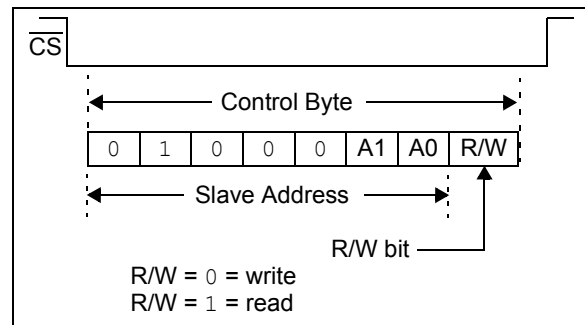 CS
Control Byte
0 1 0 0 0 A1 A0 R/W
Slave Address
R/W bit
R/W = 0 = write
R/W = 1 = read